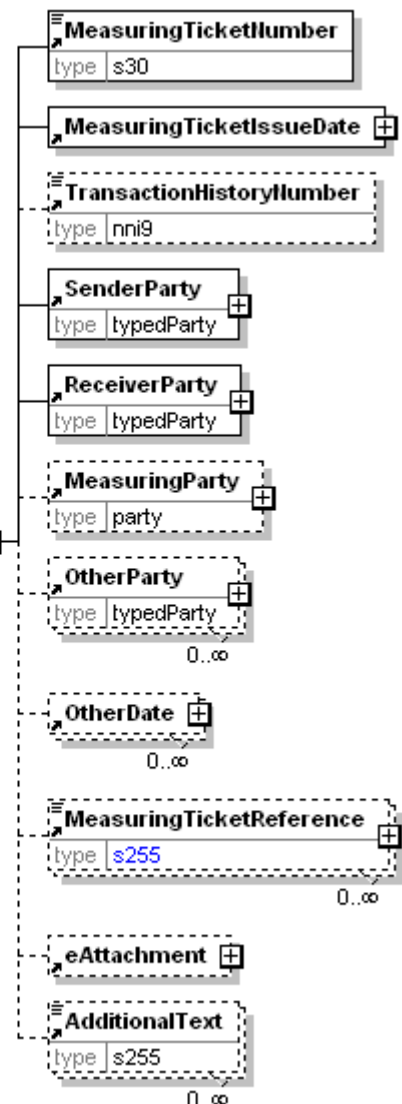 MeasuringTicketNumber
type s30
MeasuringTicketIssueDate
TransactionHistoryNumber
type nni9
SenderParty
type typedParty
ReceiverParty
type typedParty
MeasuringParty
type party
OtherParty
type typedParty
0..∞
OtherDate
0..∞
MeasuringTicketReference
type s255
0..∞
eAttachment
AdditionalText
type s255
0..∞